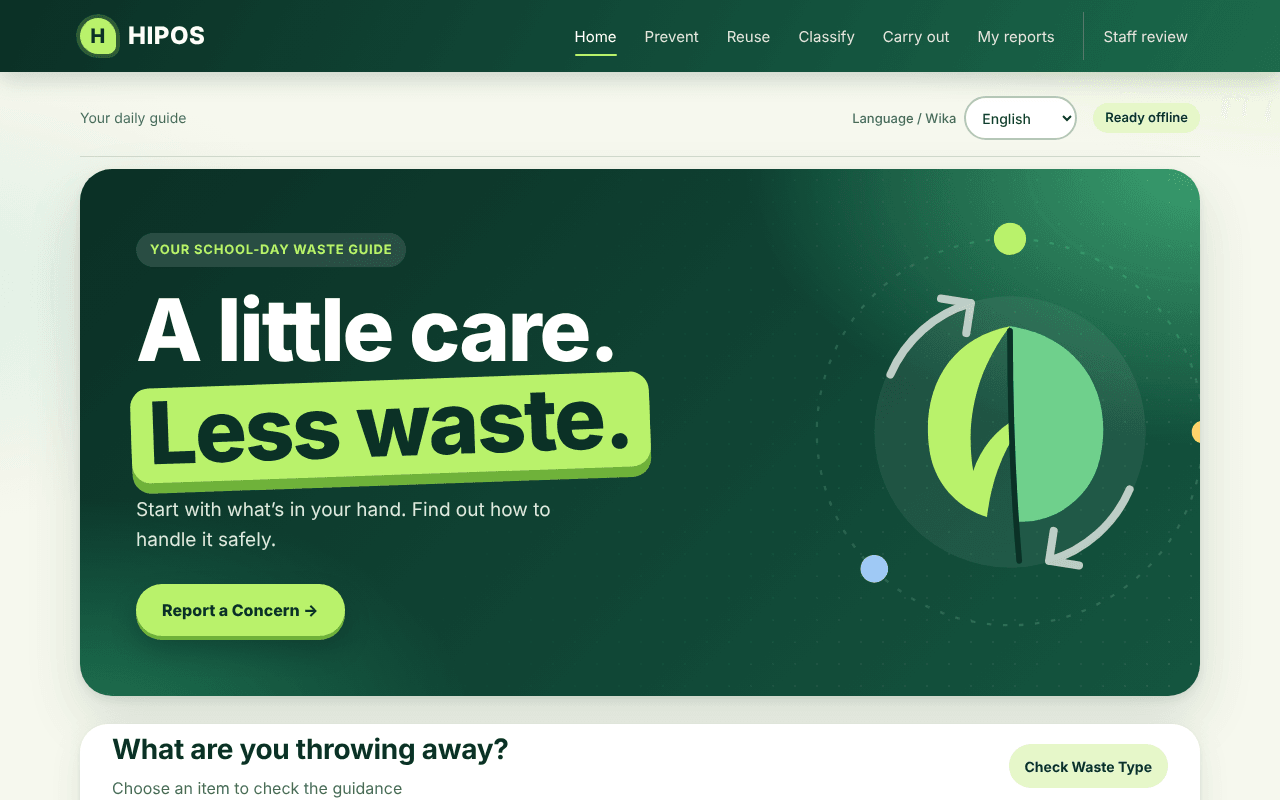 H HIPOS
Home Prevent Reuse Classify Carry out My reports Staff review
Your daily guide
Language / Wika English Ready offline
YOUR SCHOOL-DAY WASTE GUIDE
A little care.
Less waste.
Start with what’s in your hand. Find out how to
handle it safely.
Report a Concern →
What are you throwing away?
Choose an item to check the guidance
Check Waste Type